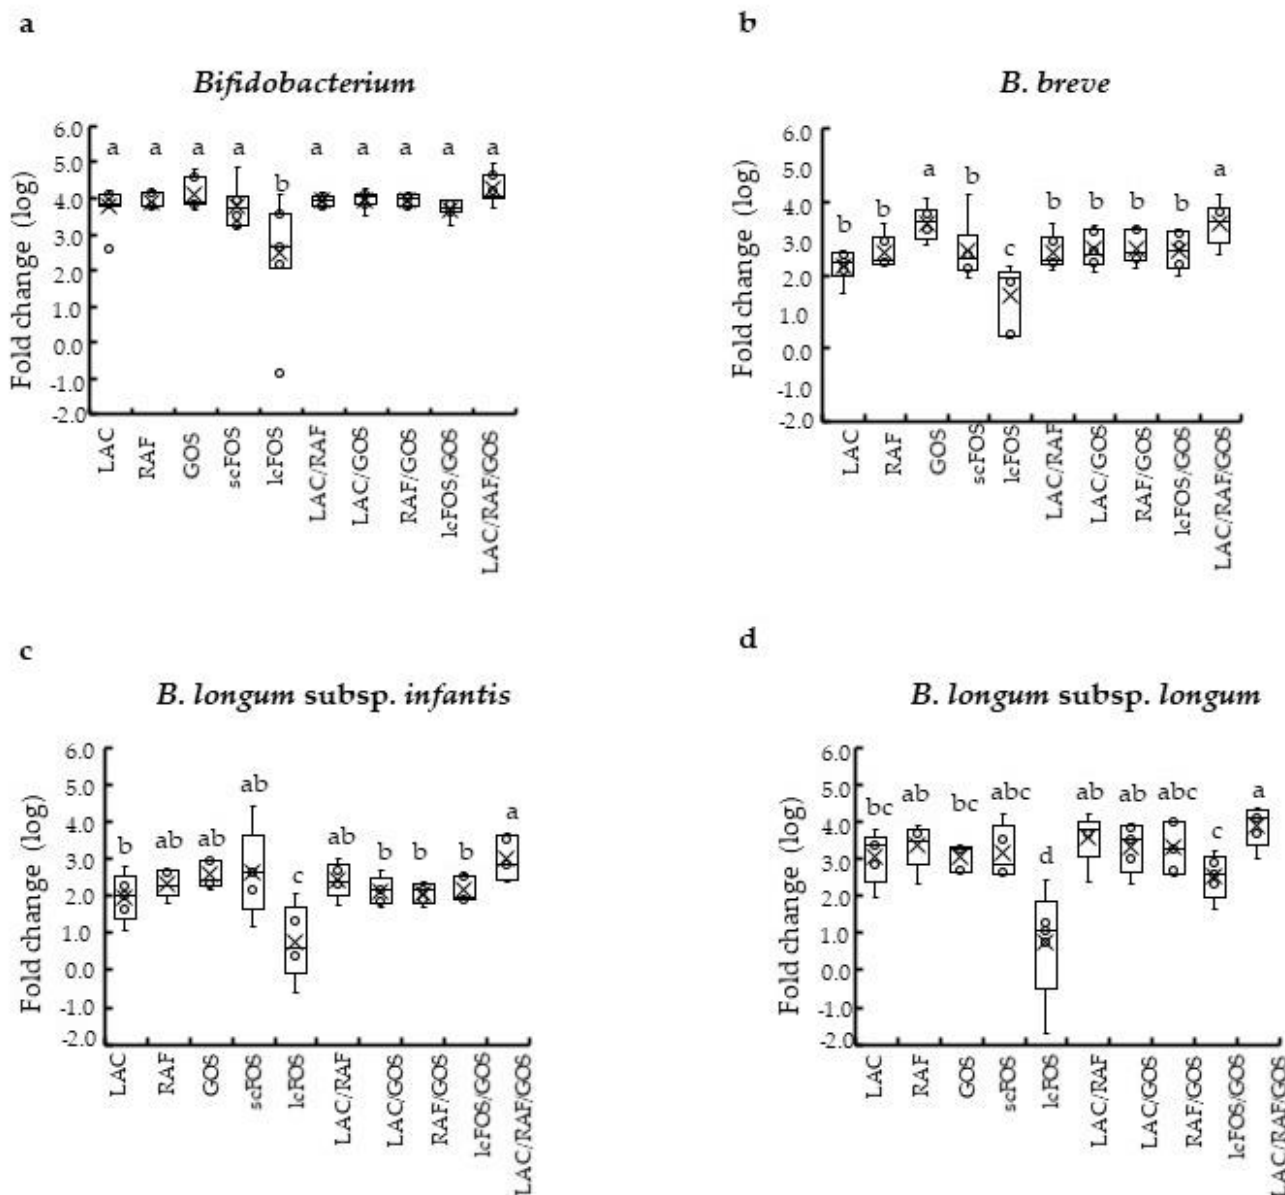 a
Bifidobacterium
Fold change (log)
6.0
5.0
4.0
3.0
2.0
1.0
0.0
-1.0
-2.0
a a a a b a a a a a
LAC RAF GOS scFOS lcFOS LAC/RAF LAC/GOS RAF/GOS lcFOS/GOS LAC/RAF/GOS
b
B. breve
Fold change (log)
6.0
5.0
4.0
3.0
2.0
1.0
0.0
-1.0
-2.0
b b a b c b b b b a
LAC RAF GOS scFOS lcFOS LAC/RAF LAC/GOS RAF/GOS lcFOS/GOS LAC/RAF/GOS
c
B. longum subsp. infantis
Fold change (log)
6.0
5.0
4.0
3.0
2.0
1.0
0.0
-1.0
-2.0
b ab ab ab c ab b b b a
LAC RAF GOS scFOS lcFOS LAC/RAF LAC/GOS RAF/GOS lcFOS/GOS LAC/RAF/GOS
d
B. longum subsp. longum
Fold change (log)
6.0
5.0
4.0
3.0
2.0
1.0
0.0
-1.0
-2.0
bc ab bc abc d ab ab abc c a
LAC RAF GOS scFOS lcFOS LAC/RAF LAC/GOS RAF/GOS lcFOS/GOS LAC/RAF/GOS